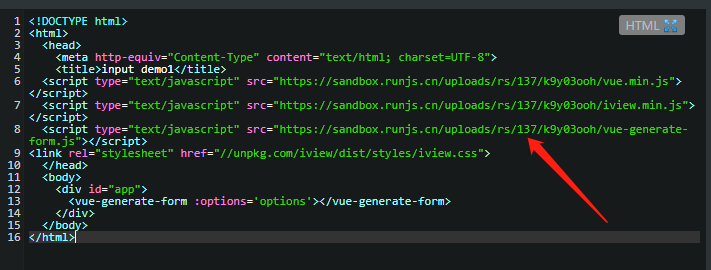 HTML
1 <!DOCTYPE html>
2 <html>
3   <head>
4     <meta http-equiv="Content-Type" content="text/html; charset=UTF-8">
5     <title>input demo1</title>
6   <script type="text/javascript" src="https://sandbox.runjs.cn/uploads/rs/137/k9y03ooh/vue.min.js">
</script>
7   <script type="text/javascript" src="https://sandbox.runjs.cn/uploads/rs/137/k9y03ooh/iview.min.js">
</script>
8   <script type="text/javascript" src="https://sandbox.runjs.cn/uploads/rs/137/k9y03ooh/vue-generate-
form.js"></script>
9 <link rel="stylesheet" href="//unpkg.com/iview/dist/styles/iview.css">
10   </head>
11   <body>
12     <div id="app">
13       <vue-generate-form :options='options'></vue-generate-form>
14     </div>
15   </body>
16 </html>